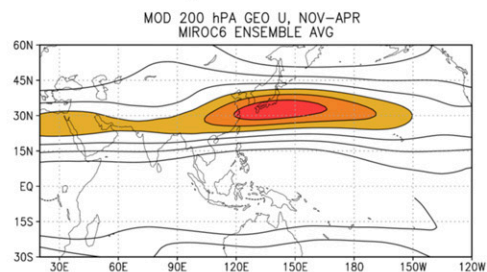 MOD 200 hPA GEO U, NOV-APR
MIROC6 ENSEMBLE AVG
60N
45N
30N
15N
EQ
15S
30S
30E 60E 90E 120E 150E 180 150W 120W